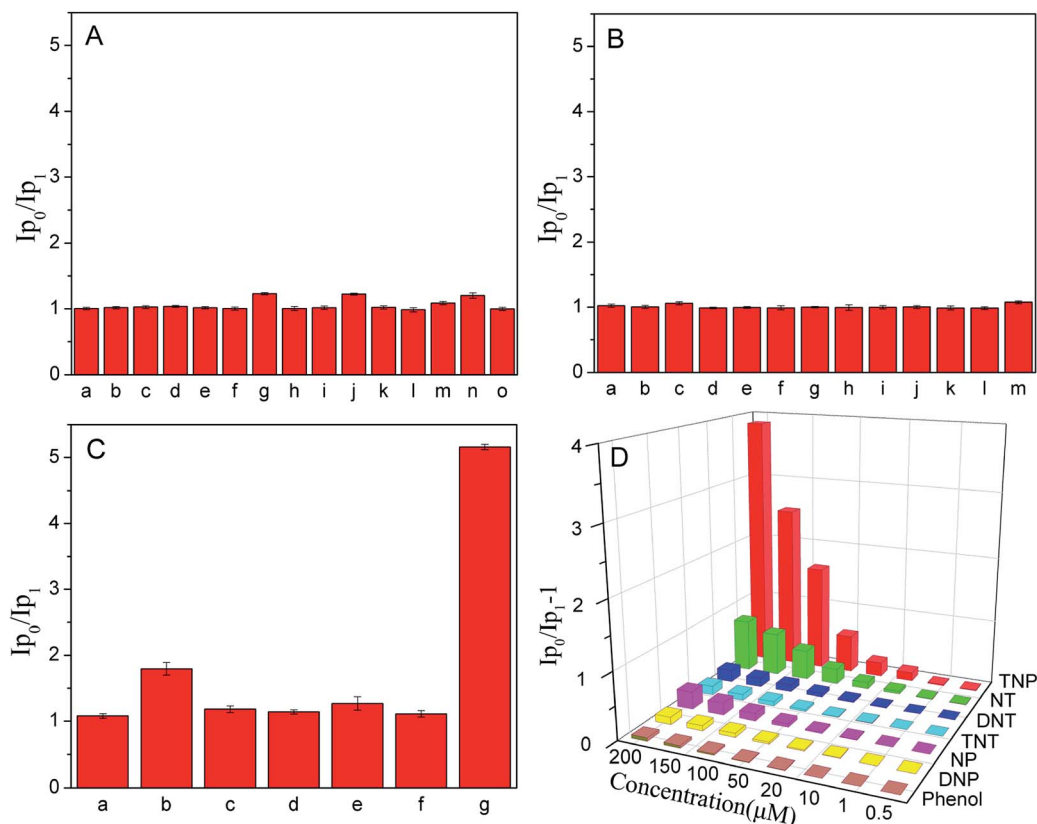 A
Ip0/Ip1
5
4
3
2
1
0
a b c d e f g h i j k l m n o
B
Ip0/Ip1
5
4
3
2
1
0
a b c d e f g h i j k l m
C
Ip0/Ip1
5
4
3
2
1
0
a b c d e f g
D
Ip0/Ip1-1
4
3
2
1
0
200 150 100 50 20 10 1 0.5
Concentration(μM)
TNP
NT
DNT
TNT
NP
DNP
Phenol